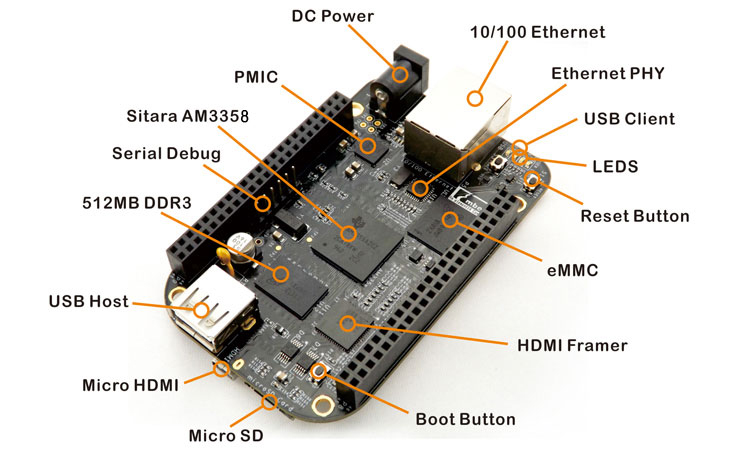 DC Power
10/100 Ethernet
PMIC
Ethernet PHY
Sitara AM3358
USB Client
Serial Debug
LEDS
512MB DDR3
Reset Button
eMMC
USB Host
HDMI Framer
Micro HDMI
Boot Button
Micro SD